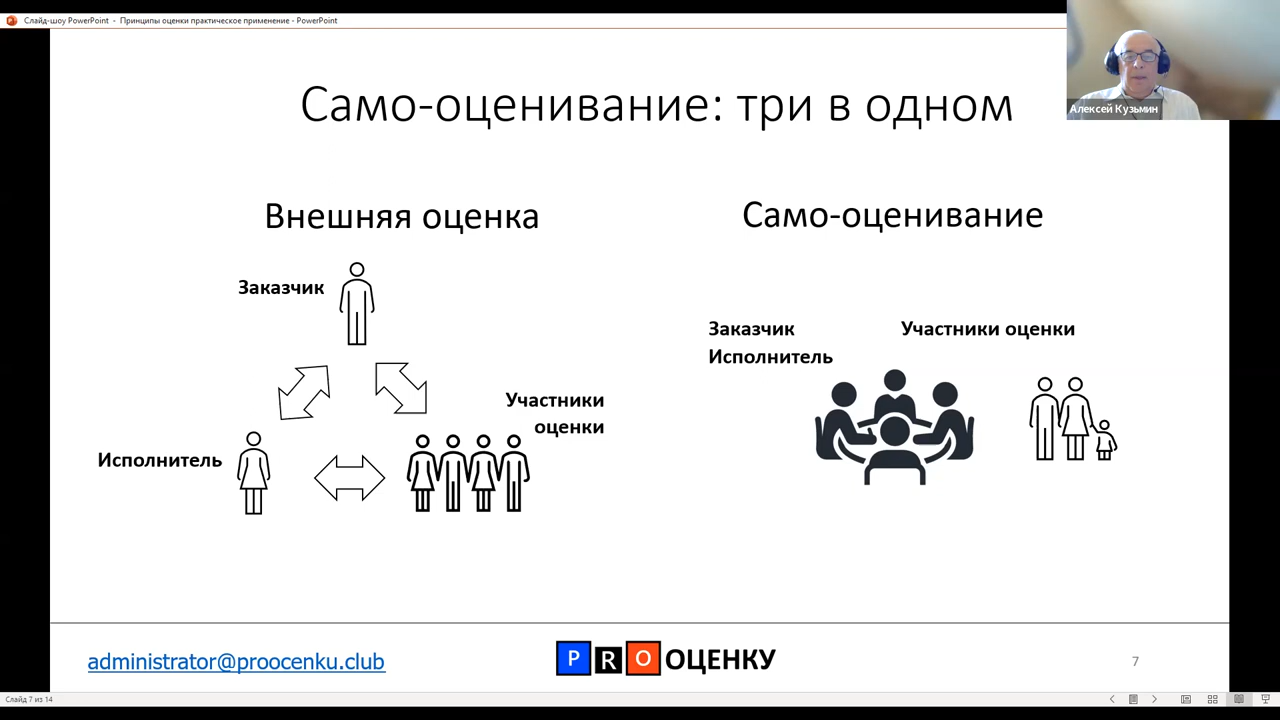 Слайд-шоу PowerPoint - Принципы оценки практическое применение - PowerPoint
Алексей Кузьмин
Само-оценивание: три в одном
Внешняя оценка
Заказчик
Участники
оценки
Исполнитель
Само-оценивание
Заказчик
Исполнитель
Участники оценки
administrator@proocenku.club
PRO ОЦЕНКУ
7
Слайд 7 из 14